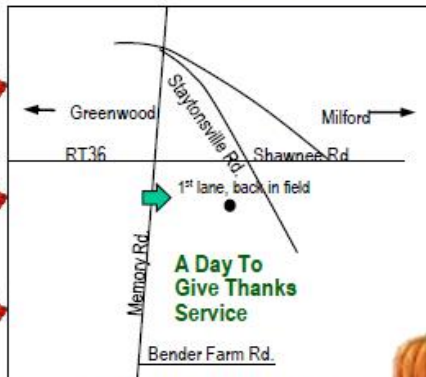 Greenwood
Milford
Staytonsville Rd.
RT36
Shawnee Rd
1st lane, back in field
Memory Rd.
A Day To
Give Thanks
Service
Bender Farm Rd.